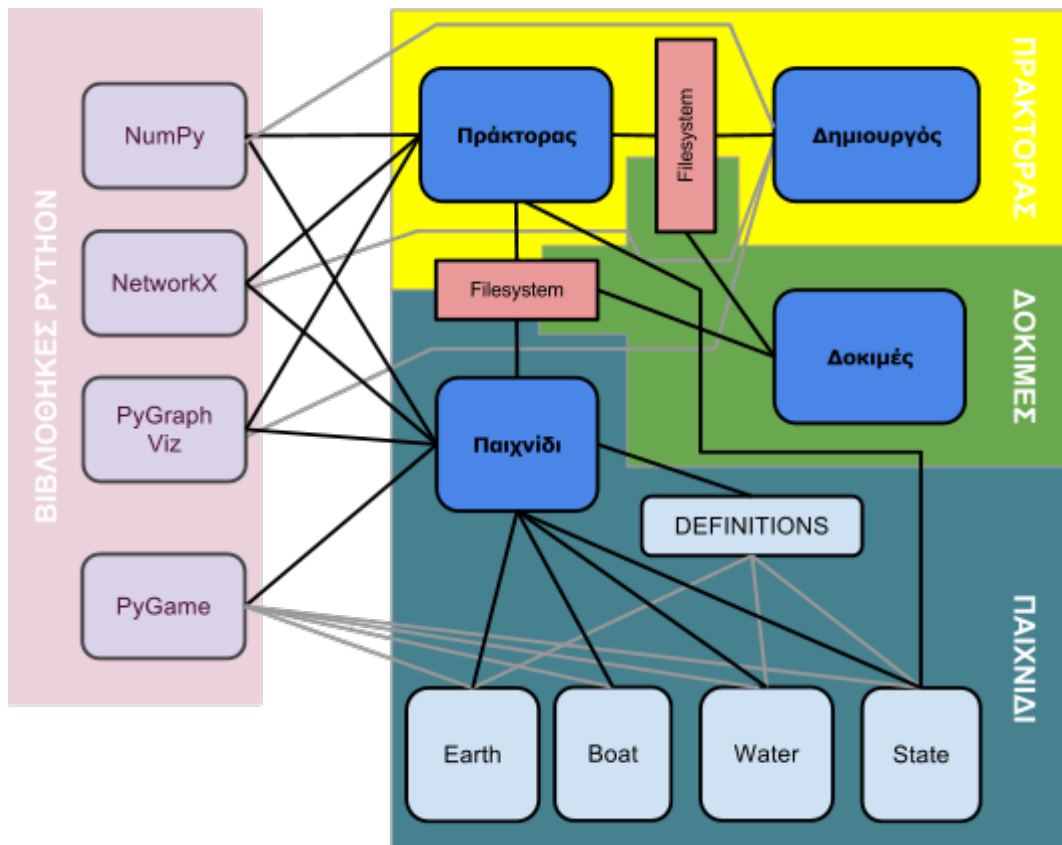 ΒΙΒΛΙΟΘΗΚΕΣ PYTHON
NumPy
NetworkX
PyGraph
Viz
PyGame
ΠΡΑΚΤΟΡΑΣ
Πράκτορας
Filesystem
Δημιουργός
Filesystem
ΔΟΚΙΜΕΣ
Δοκιμές
ΠΑΙΧΝΙΔΙ
Παιχνίδι
DEFINITIONS
Earth
Boat
Water
State